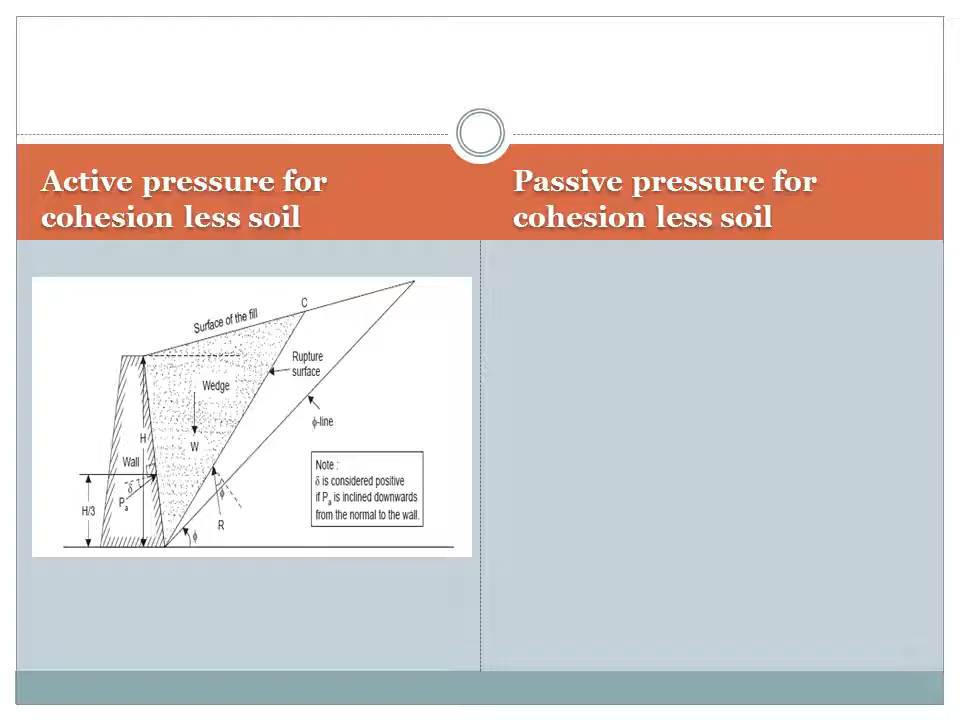 Active pressure for
cohesion less soil
Passive pressure for
cohesion less soil
C
Surface of the fill
Rupture
surface
Wedge
ϕ-line
H
W
Wall
Note :
δ is considered positive
if Pa is inclined downwards
from the normal to the wall.
δ
Pa
ϕ
H/3
R
ϕ